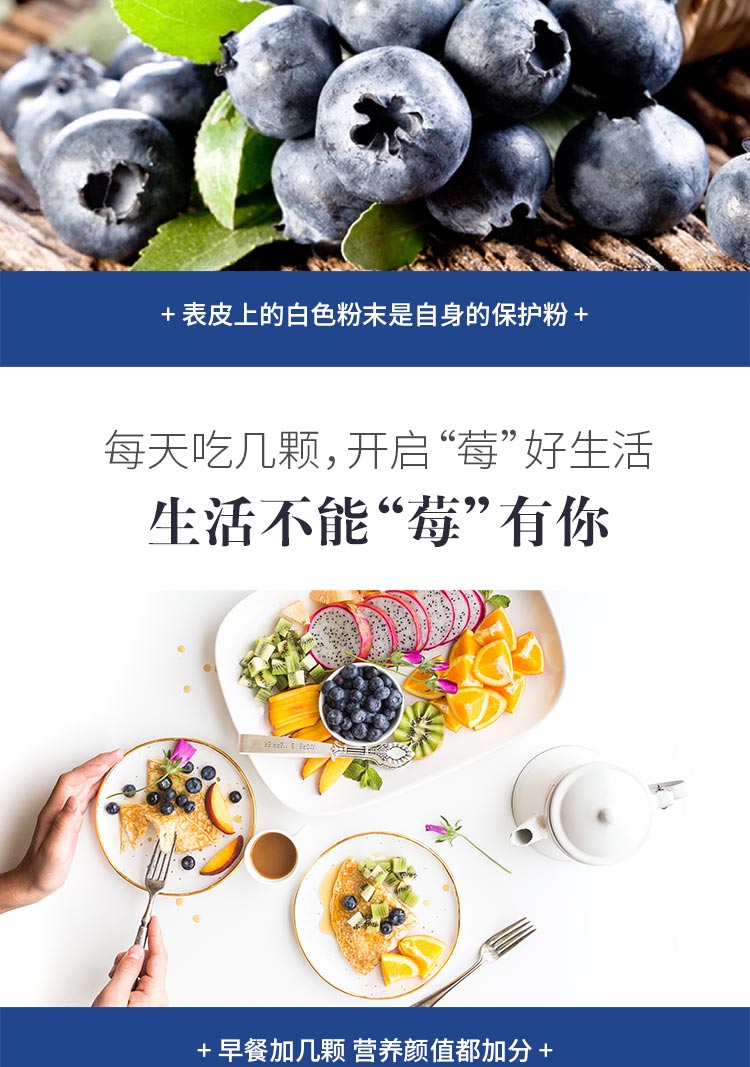 + 表皮上的白色粉末是自身的保护粉 +
每天吃几颗，开启“莓”好生活
生活不能“莓”有你
+ 早餐加几颗 营养颜值都加分 +